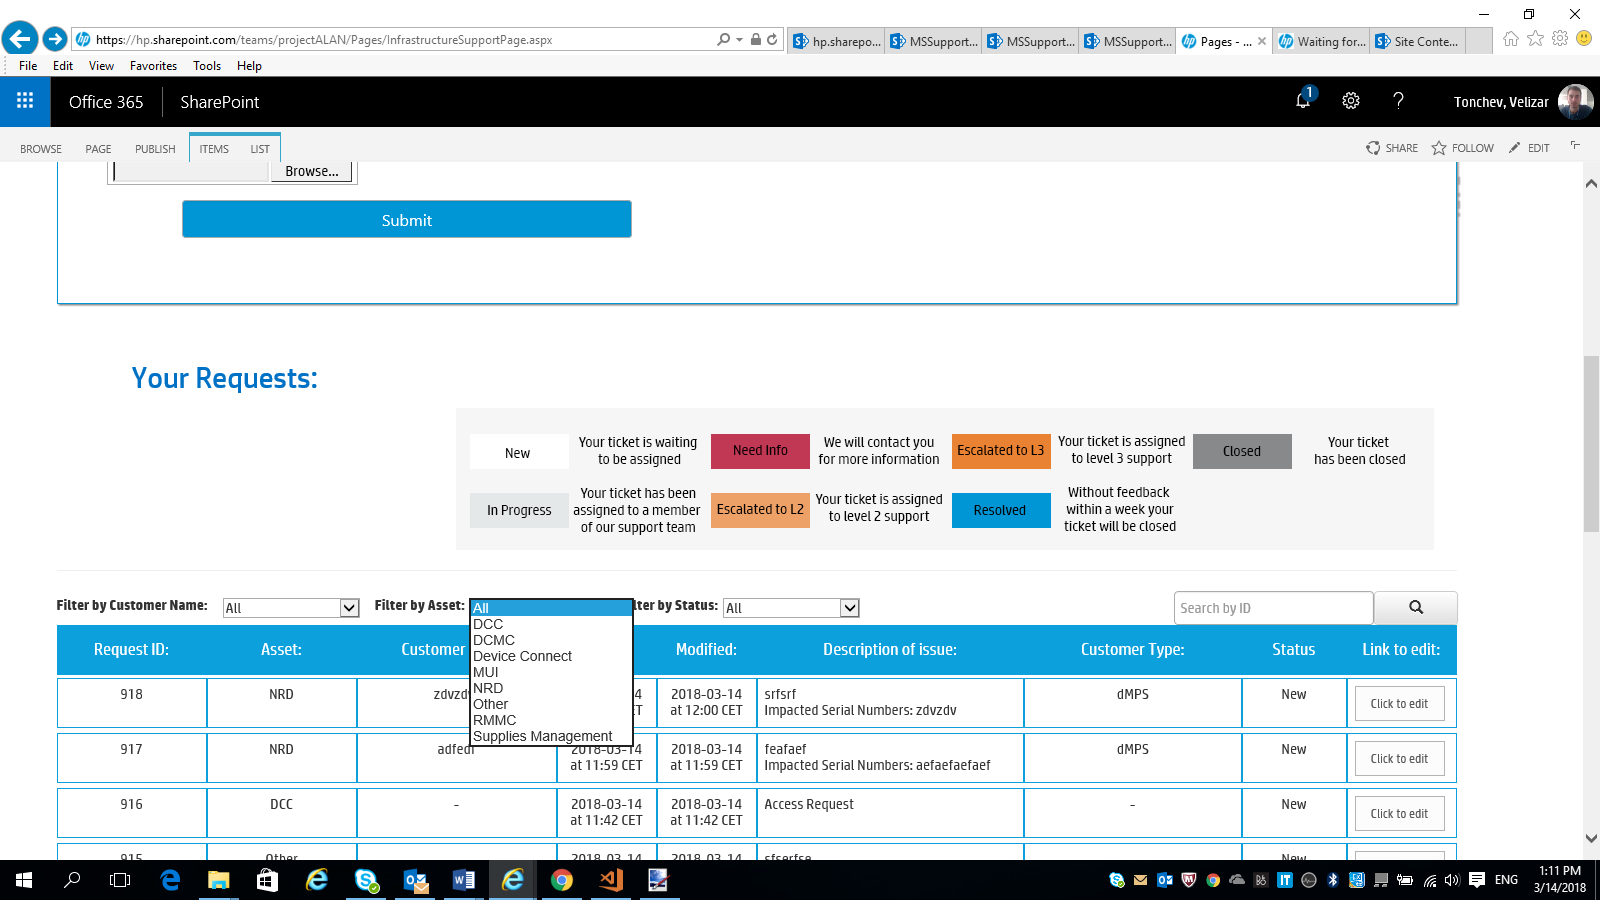 https://hp.sharepoint.com/teams/projectALAN/Pages/InfrastructureSupportPage.aspx
hp.sharepo...
MSSupport...
MSSupport...
MSSupport...
Pages - ...
Waiting for...
Site Conte...
File Edit View Favorites Tools Help
Office 365 SharePoint
1
Tonchev, Velizar
BROWSE PAGE PUBLISH ITEMS LIST
SHARE FOLLOW EDIT
Browse...
Submit
Your Requests:
New
Your ticket is waiting
to be assigned
Need Info
We will contact you
for more information
Escalated to L3
Your ticket is assigned
to level 3 support
Closed
Your ticket
has been closed
In Progress
Your ticket has been
assigned to a member
of our support team
Escalated to L2
Your ticket is assigned
to level 2 support
Resolved
Without feedback
within a week your
ticket will be closed
Filter by Customer Name: All
Filter by Asset:
All
DCC
DCMC
Device Connect
MUI
NRD
Other
RMMC
Supplies Management
lter by Status: All
Search by ID
Request ID: Asset: Customer Modified: Description of issue: Customer Type: Status Link to edit:
918 NRD 2018-03-14 srfsrf dMPS New Click to edit
at 12:00 CET Impacted Serial Numbers: zdvzdv
917 NRD adfedf 2018-03-14 2018-03-14 feafaef dMPS New Click to edit
at 11:59 CET at 11:59 CET Impacted Serial Numbers: aefaefaefaef
916 DCC - 2018-03-14 2018-03-14 Access Request - New Click to edit
at 11:42 CET at 11:42 CET
915 Other 2018-03-14 2018-03-14 sfserfse New
ENG
1:11 PM
3/14/2018